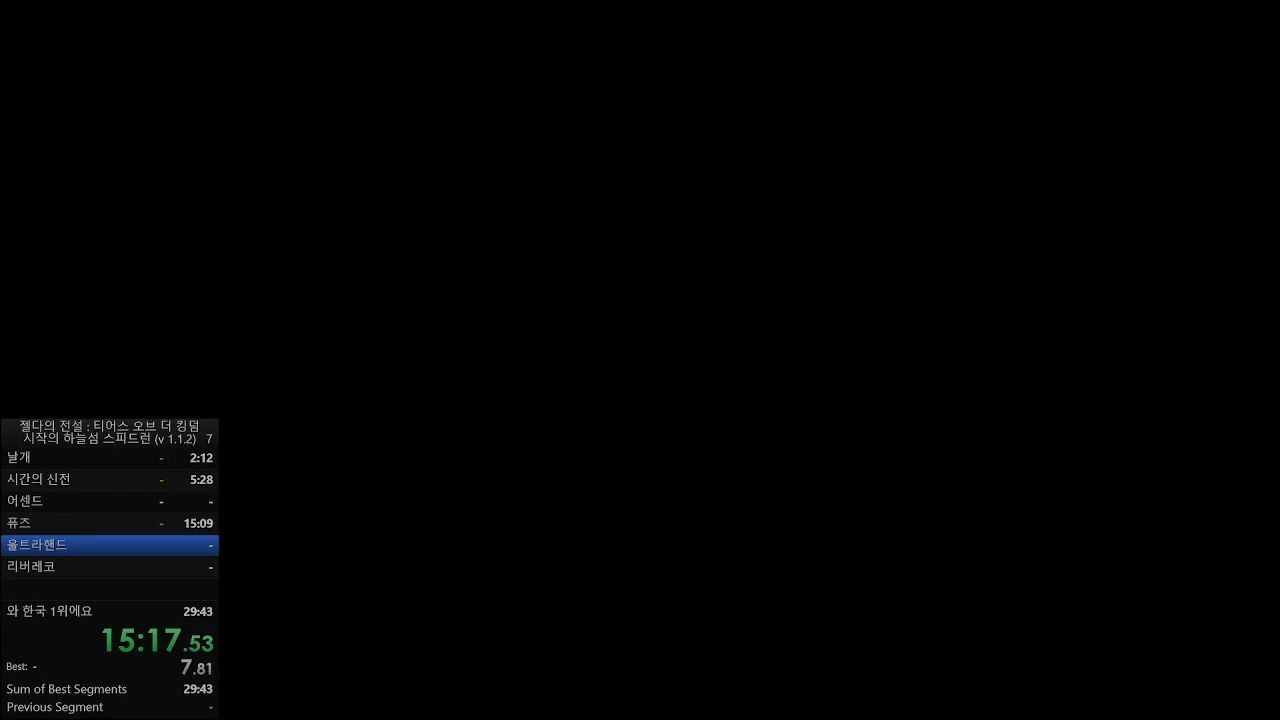 젤다의 전설 : 티어스 오브 더 킹덤
시작의 하늘섬 스피드런 (v 1.1.2) 7
날개 - 2:12
시간의 신전 - 5:28
어센드 - -
퓨즈 - 15:09
울트라핸드 -
리버레코 -
와 한국 1위에요 29:43
15:17.53
Best: - 7.81
Sum of Best Segments 29:43
Previous Segment -